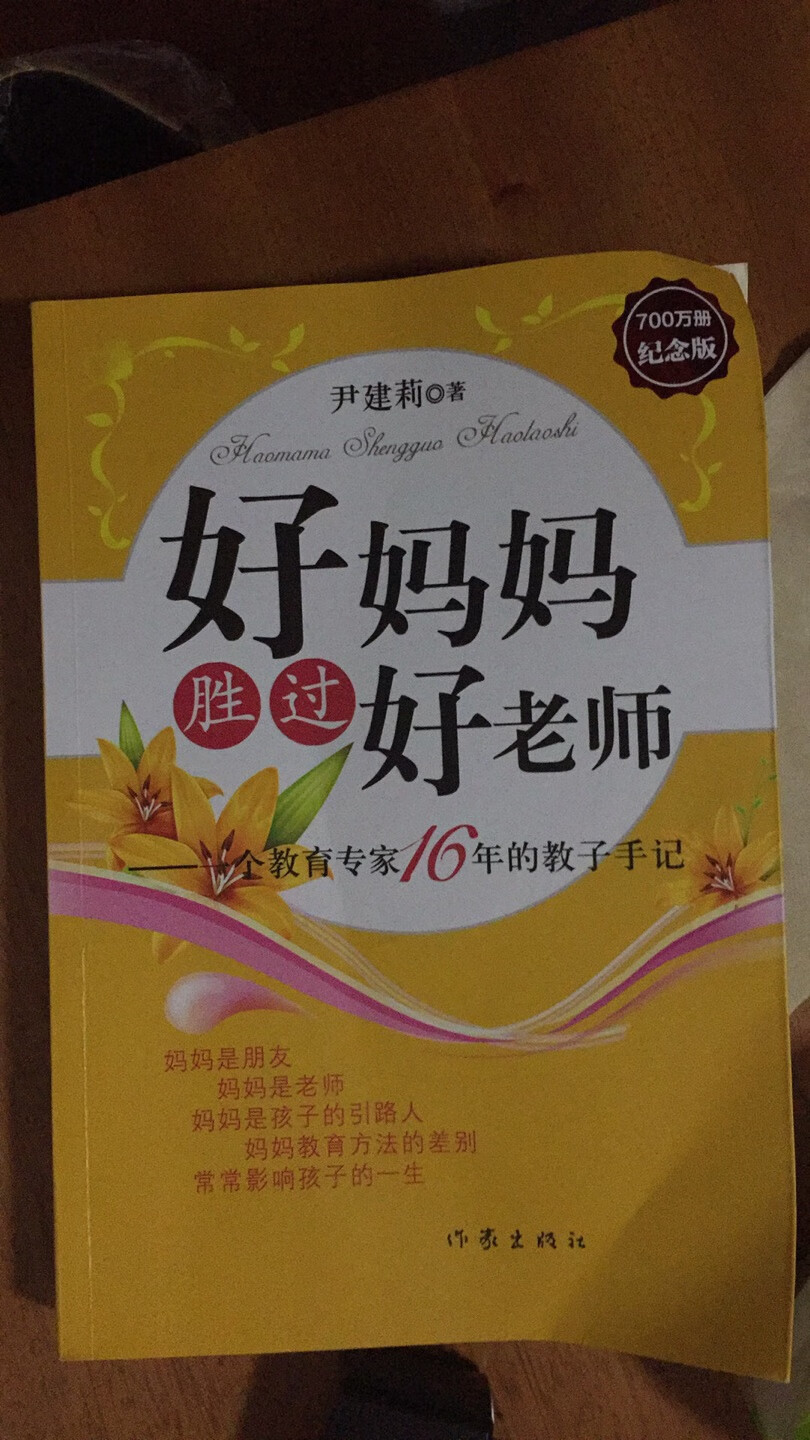 700万册
纪念版
尹建莉◎著
Haomama Shengguo Haolaoshi
好妈妈
胜过好老师
——一个教育专家16年的教子手记
妈妈是朋友
妈妈是老师
妈妈是孩子的引路人
妈妈教育方法的差别
常常影响孩子的一生
作家出版社